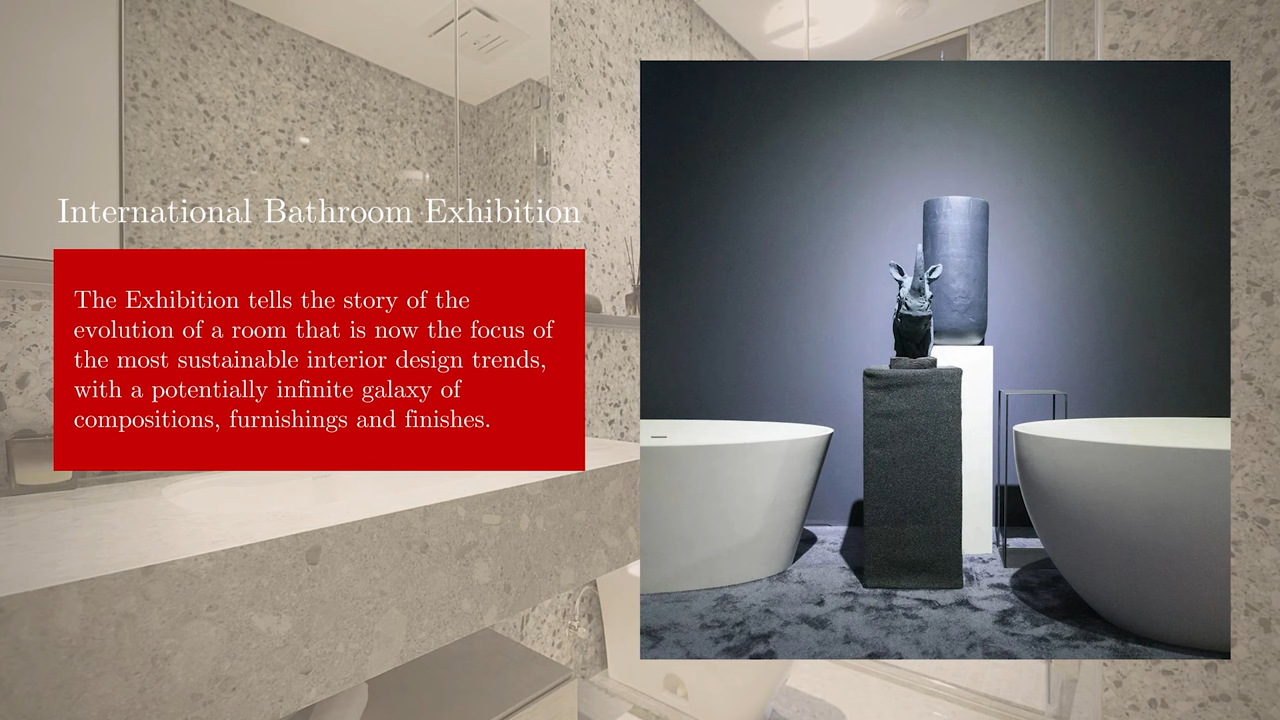 International Bathroom Exhibition
The Exhibition tells the story of the
evolution of a room that is now the focus of
the most sustainable interior design trends,
with a potentially infinite galaxy of
compositions, furnishings and finishes.